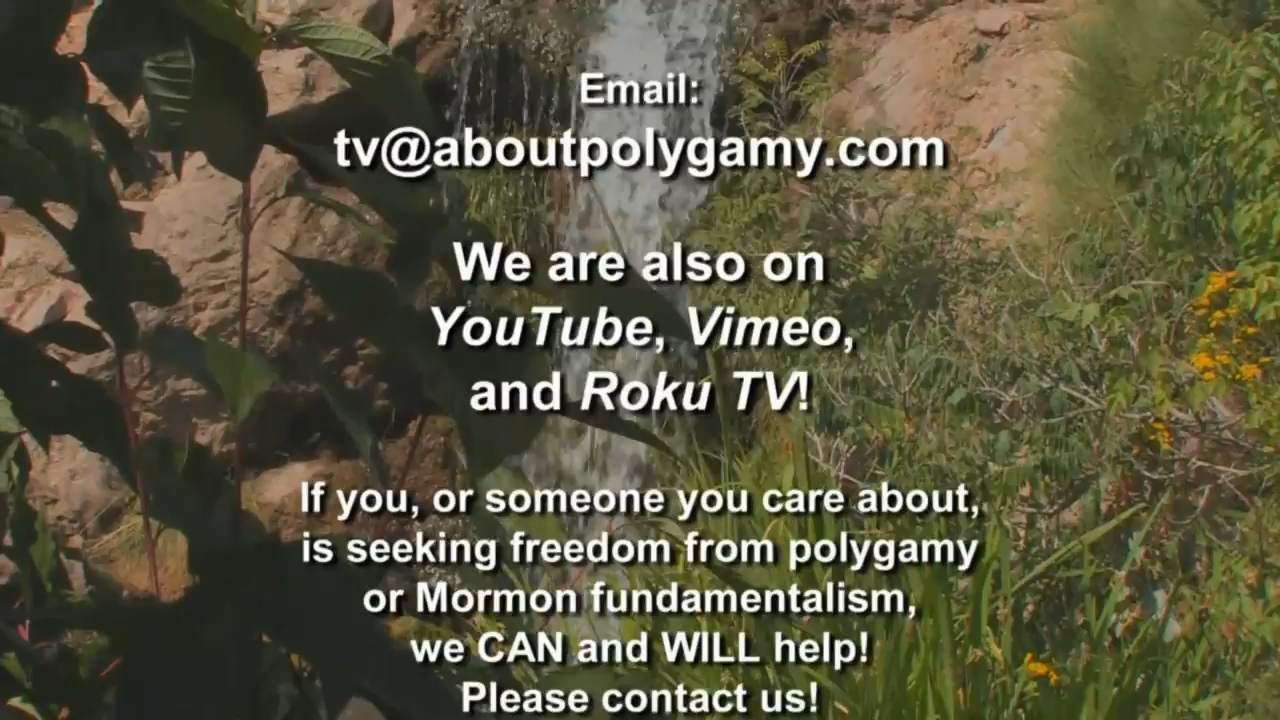 Email:
tv@aboutpolygamy.com
We are also on
YouTube, Vimeo,
and Roku TV!
If you, or someone you care about,
is seeking freedom from polygamy
or Mormon fundamentalism,
we CAN and WILL help!
Please contact us!